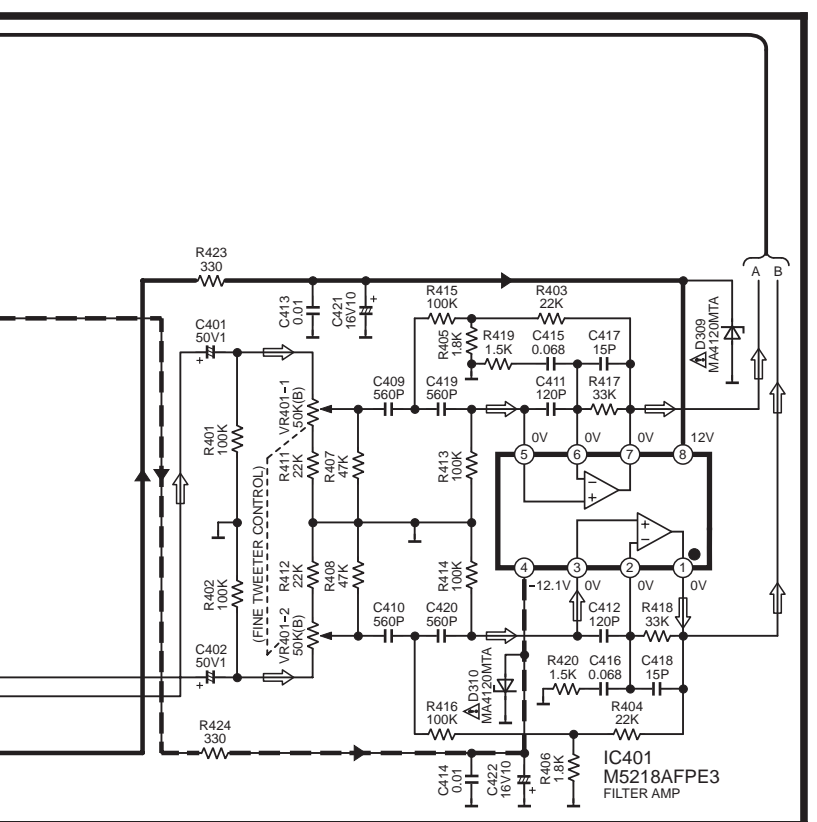 R423
330
A B
C413
0.01
C421
16V10
+
R415
100K
R403
22K
D309
MA4120MTA
C401
50V1
+
R405
1.8K
R419
1.5K
C415
0.068
C417
15P
VR401-1
50K(B)
C409
560P
C419
560P
C411
120P
R417
33K
R401
100K
R411
22K
R407
47K
R413
100K
0V
0V
0V
12V
5
6
7
8
−
+
(FINE TWEETER CONTROL)
+
−
R402
100K
R412
22K
R408
47K
R414
100K
4
3
2
1
-12.1V
0V
0V
0V
VR401-2
50K(B)
C410
560P
C420
560P
C412
120P
R418
33K
C402
50V1
+
D310
MA4120MTA
R420
1.5K
C416
0.068
C418
15P
R416
100K
R404
22K
R424
330
C414
0.01
C422
16V10
+
R406
1.8K
IC401
M5218AFPE3
FILTER AMP